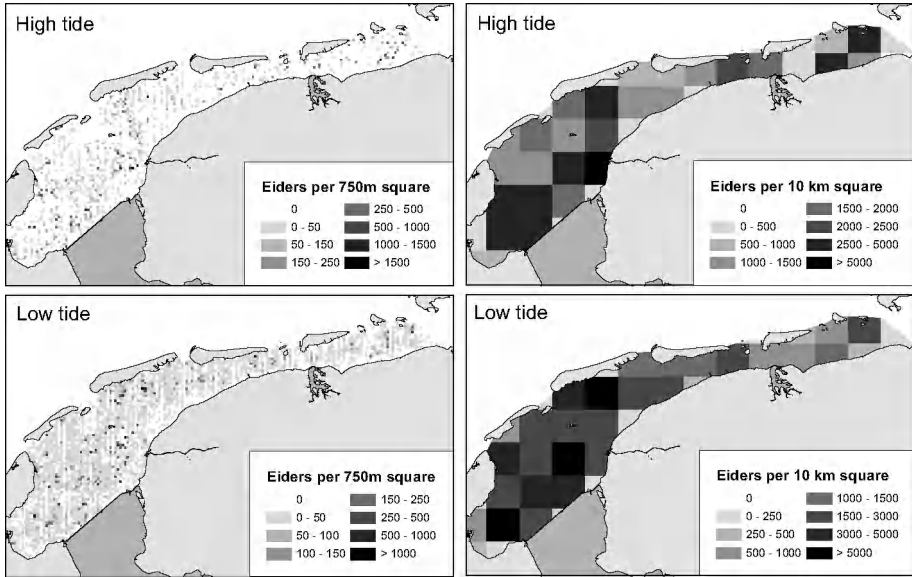 High tide
Eiders per 750m square
0
0 - 50
50 - 150
150 - 250
250 - 500
500 - 1000
1000 - 1500
> 1500
High tide
Eiders per 10 km square
0
0 - 500
500 - 1000
1000 - 1500
1500 - 2000
2000 - 2500
2500 - 5000
> 5000
Low tide
Eiders per 750m square
0
0 - 50
50 - 100
100 - 150
150 - 250
250 - 500
500 - 1000
> 1000
Low tide
Eiders per 10 km square
0
0 - 250
250 - 500
500 - 1000
1000 - 1500
1500 - 3000
3000 - 5000
> 5000